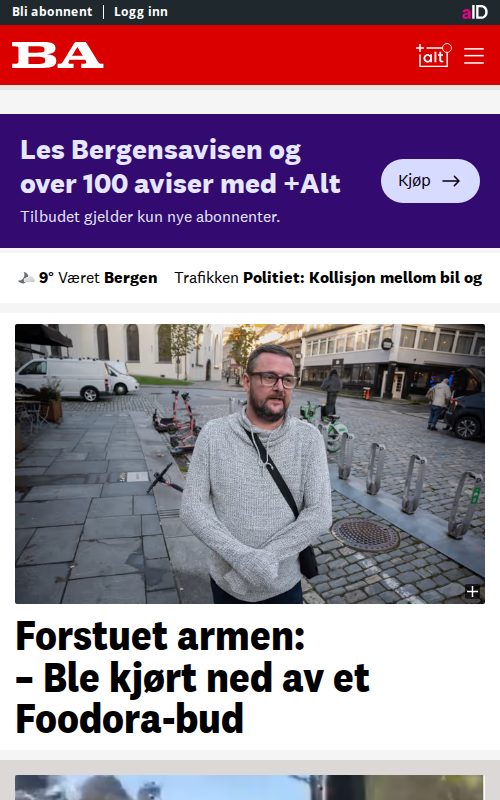 Bli abonnent | Logg inn
aID
BA
+alt
Les Bergensavisen og
over 100 aviser med +Alt
Tilbudet gjelder kun nye abonnenter.
Kjøp
9° Været Bergen Trafikken Politiet: Kollisjon mellom bil og
Forstuet armen:
– Ble kjørt ned av et
Foodora-bud